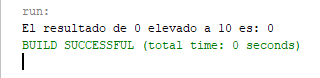 run:
El resultado de 0 elevado a 10 es: 0
BUILD SUCCESSFUL (total time: 0 seconds)